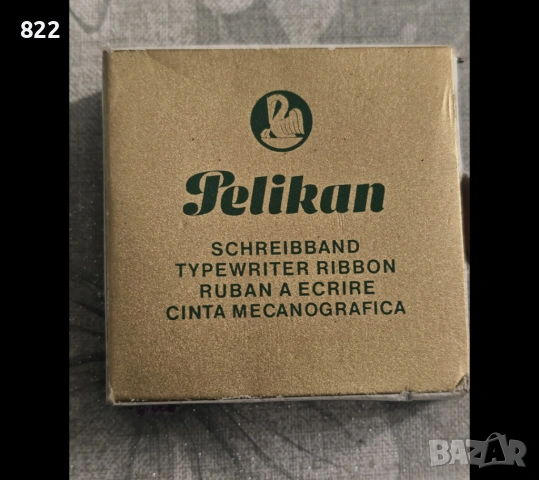 822
Pelikan
SCHREIBBAND
TYPEWRITER RIBBON
RUBAN A ECRIRE
CINTA MECANOGRAFICA
BAZAR